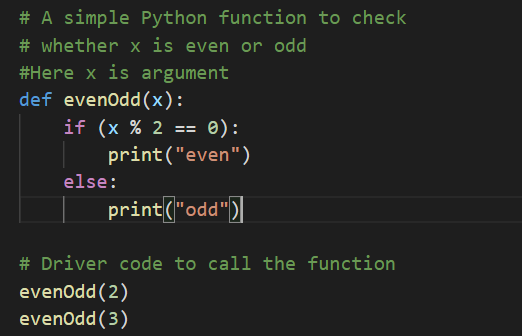 # A simple Python function to check
# whether x is even or odd
#Here x is argument
def evenOdd(x):
    if (x % 2 == 0):
        print("even")
    else:
        print("odd")
# Driver code to call the function
evenOdd(2)
evenOdd(3)